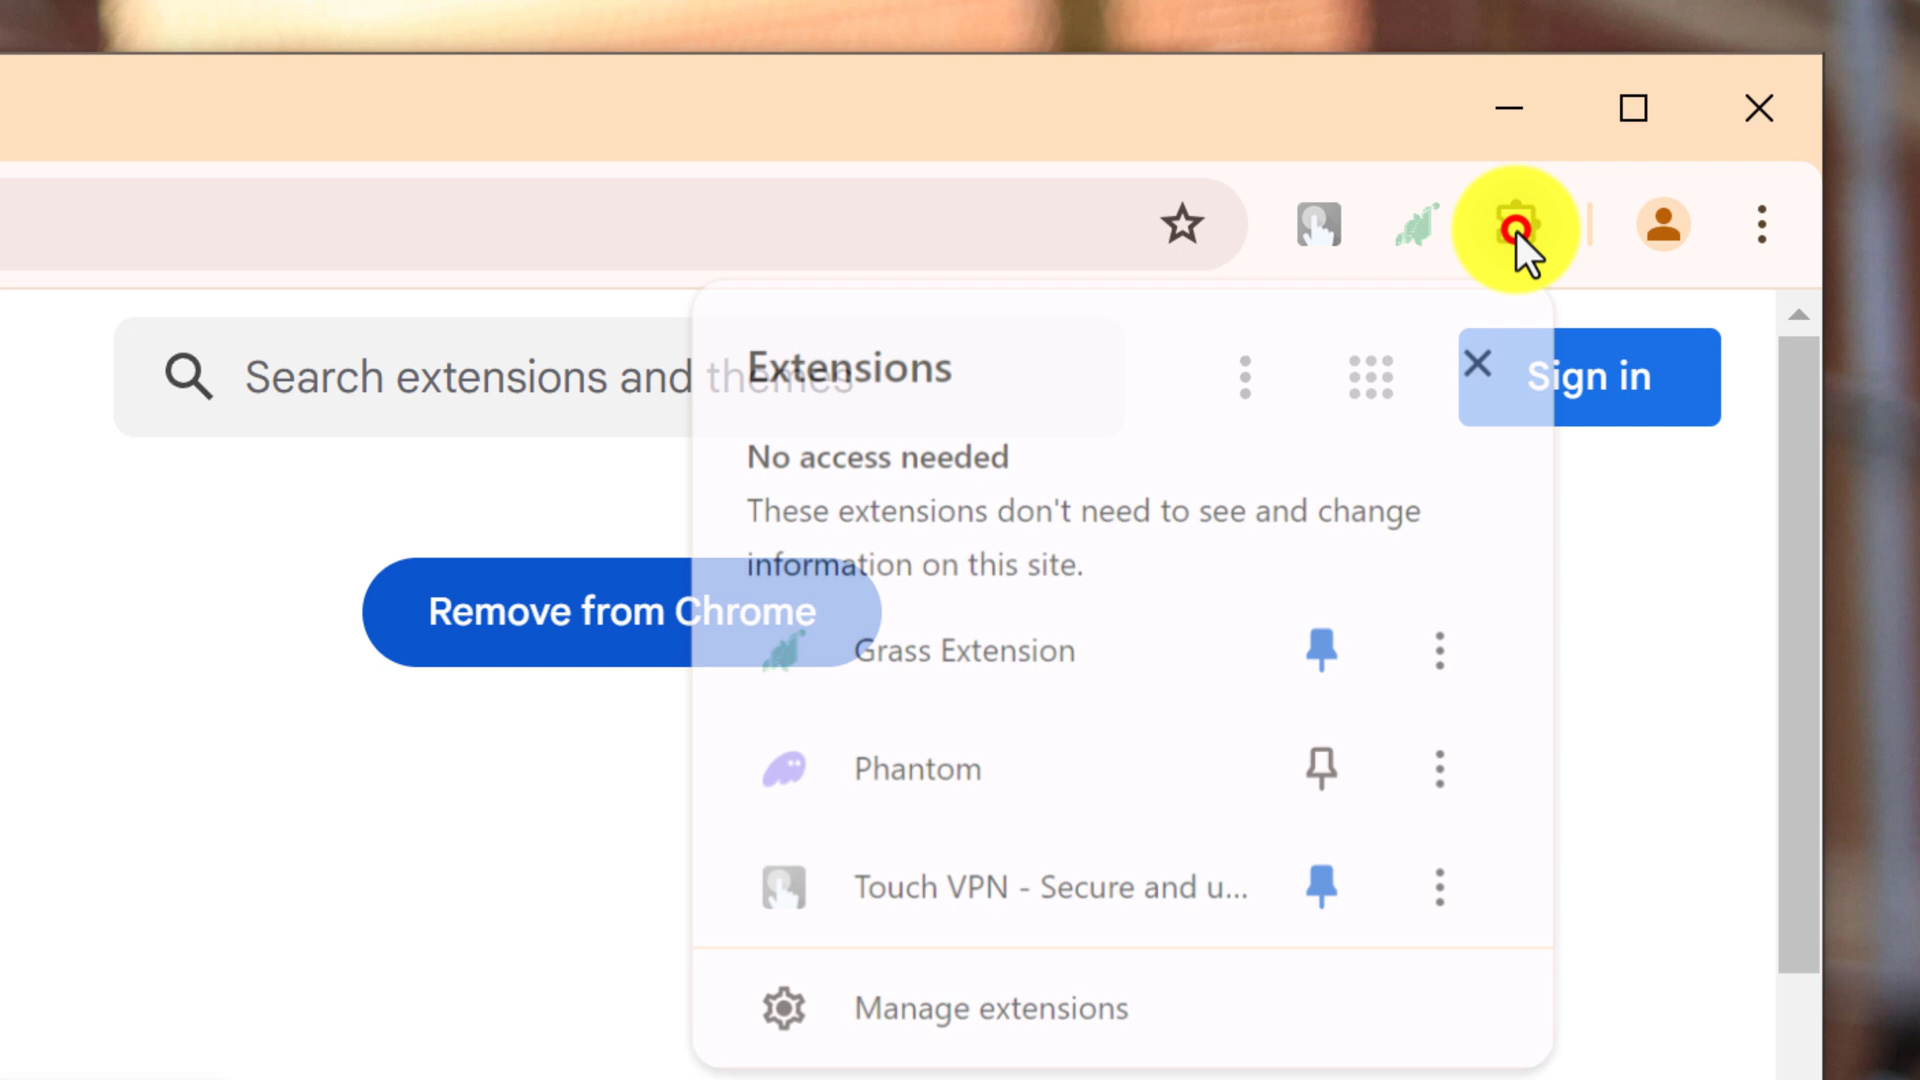 Search extensions and themes
Extensions
Sign in
No access needed
These extensions don't need to see and change
information on this site.
Remove from Chrome
Grass Extension
Phantom
Touch VPN - Secure and u...
Manage extensions